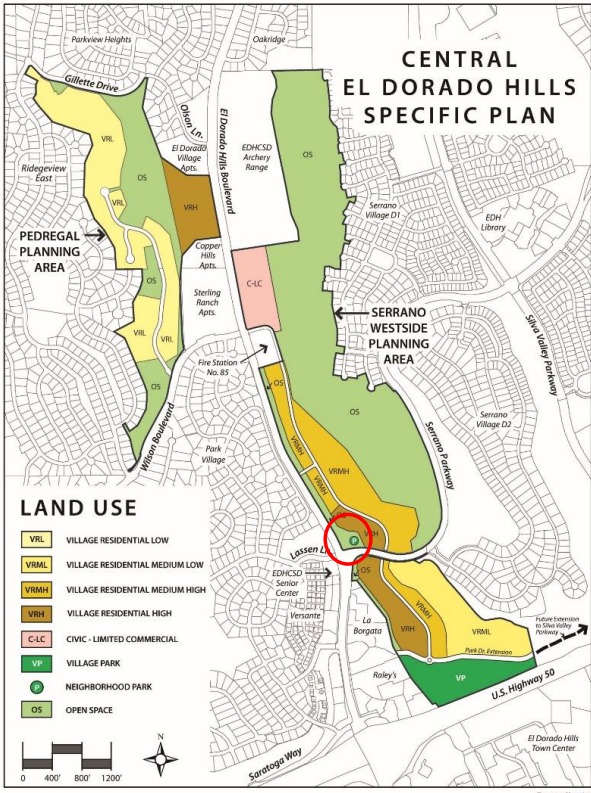 CENTRAL
EL DORADO HILLS
SPECIFIC PLAN
Parkview Heights
Oakridge
Gillette Drive
Olson Ln.
El Dorado
Village
Apts.
El Dorado Hills Boulevard
EDHCSD
Archery
Range
OS
VRL
OS
Ridgeview
East
VRL
VRH
Serrano
Village D1
EDH
Library
PEDREGAL
PLANNING
AREA
Copper
Hills
Apts.
OS
C-LC
Sterling
Ranch
Apts.
SERRANO
WESTSIDE
PLANNING
AREA
Silva Valley Parkway
VRL
VRL
Fire Station
No. 85
OS
OS
OS
Wilson Boulevard
Park
Village
VRMH
VRMH
VRMH
Serrano Parkway
Serrano
Village D2
LAND USE
VRL VILLAGE RESIDENTIAL LOW
VRML VILLAGE RESIDENTIAL MEDIUM LOW
VRMH VILLAGE RESIDENTIAL MEDIUM HIGH
VRH VILLAGE RESIDENTIAL HIGH
C-LC CIVIC - LIMITED COMMERCIAL
VP VILLAGE PARK
P NEIGHBORHOOD PARK
OS OPEN SPACE
P
Lassen
EDHCSD
Senior
Center
OS
Versante
La
Borgata
VRH
VRMH
VRML
Future Extension
to Silva Valley
Parkway
Park Dr. Extension
Raley's
VP
U.S. Highway 50
El Dorado Hills
Town Center
Saratoga Way
N
0 400' 800' 1200'